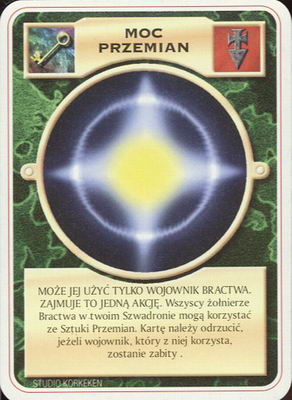 MOC
PRZEMIAN
MOŻE JEJ UŻYĆ TYLKO WOJOWNIK BRACTWA.
ZAJMUJE TO JEDNĄ AKCJĘ. Wszyscy żołnierze
Bractwa w twoim Szwadronie mogą korzystać
ze Sztuki Przemian. Kartę należy odrzucić,
jeżeli wojownik, który z niej korzysta,
zostanie zabity .
STUDIO KORKEKEN